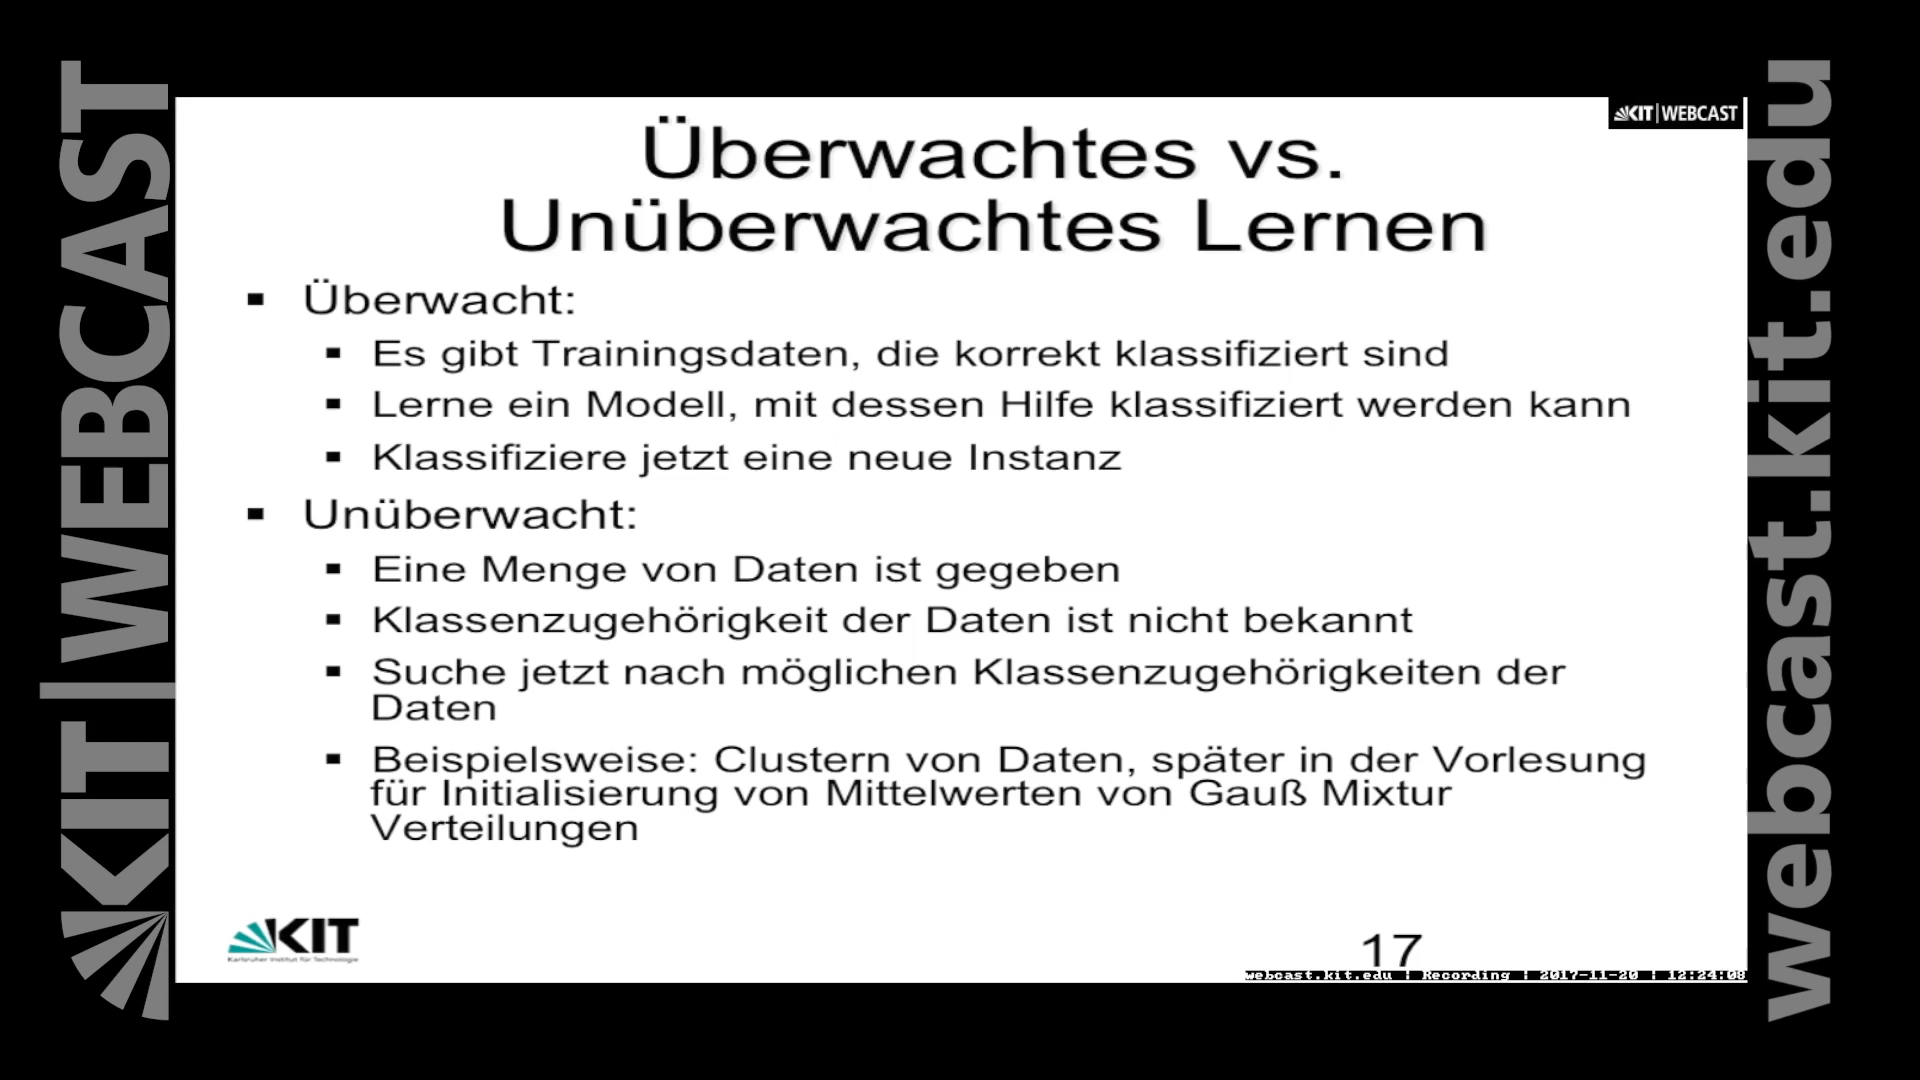 KIT | WEBCAST
KIT | WEBCAST
webcast.kit.edu
Überwachtes vs.
Unüberwachtes Lernen
▪ Überwacht:
▪ Es gibt Trainingsdaten, die korrekt klassifiziert sind
▪ Lerne ein Modell, mit dessen Hilfe klassifiziert werden kann
▪ Klassifiziere jetzt eine neue Instanz
▪ Unüberwacht:
▪ Eine Menge von Daten ist gegeben
▪ Klassenzugehörigkeit der Daten ist nicht bekannt
▪ Suche jetzt nach möglichen Klassenzugehörigkeiten der
Daten
▪ Beispielsweise: Clustern von Daten, später in der Vorlesung
für Initialisierung von Mittelwerten von Gauß Mixtur
Verteilungen
KIT
Karlsruher Institut für Technologie
17
webcast.kit.edu | Recording | 2017-11-20 | 12:24:08